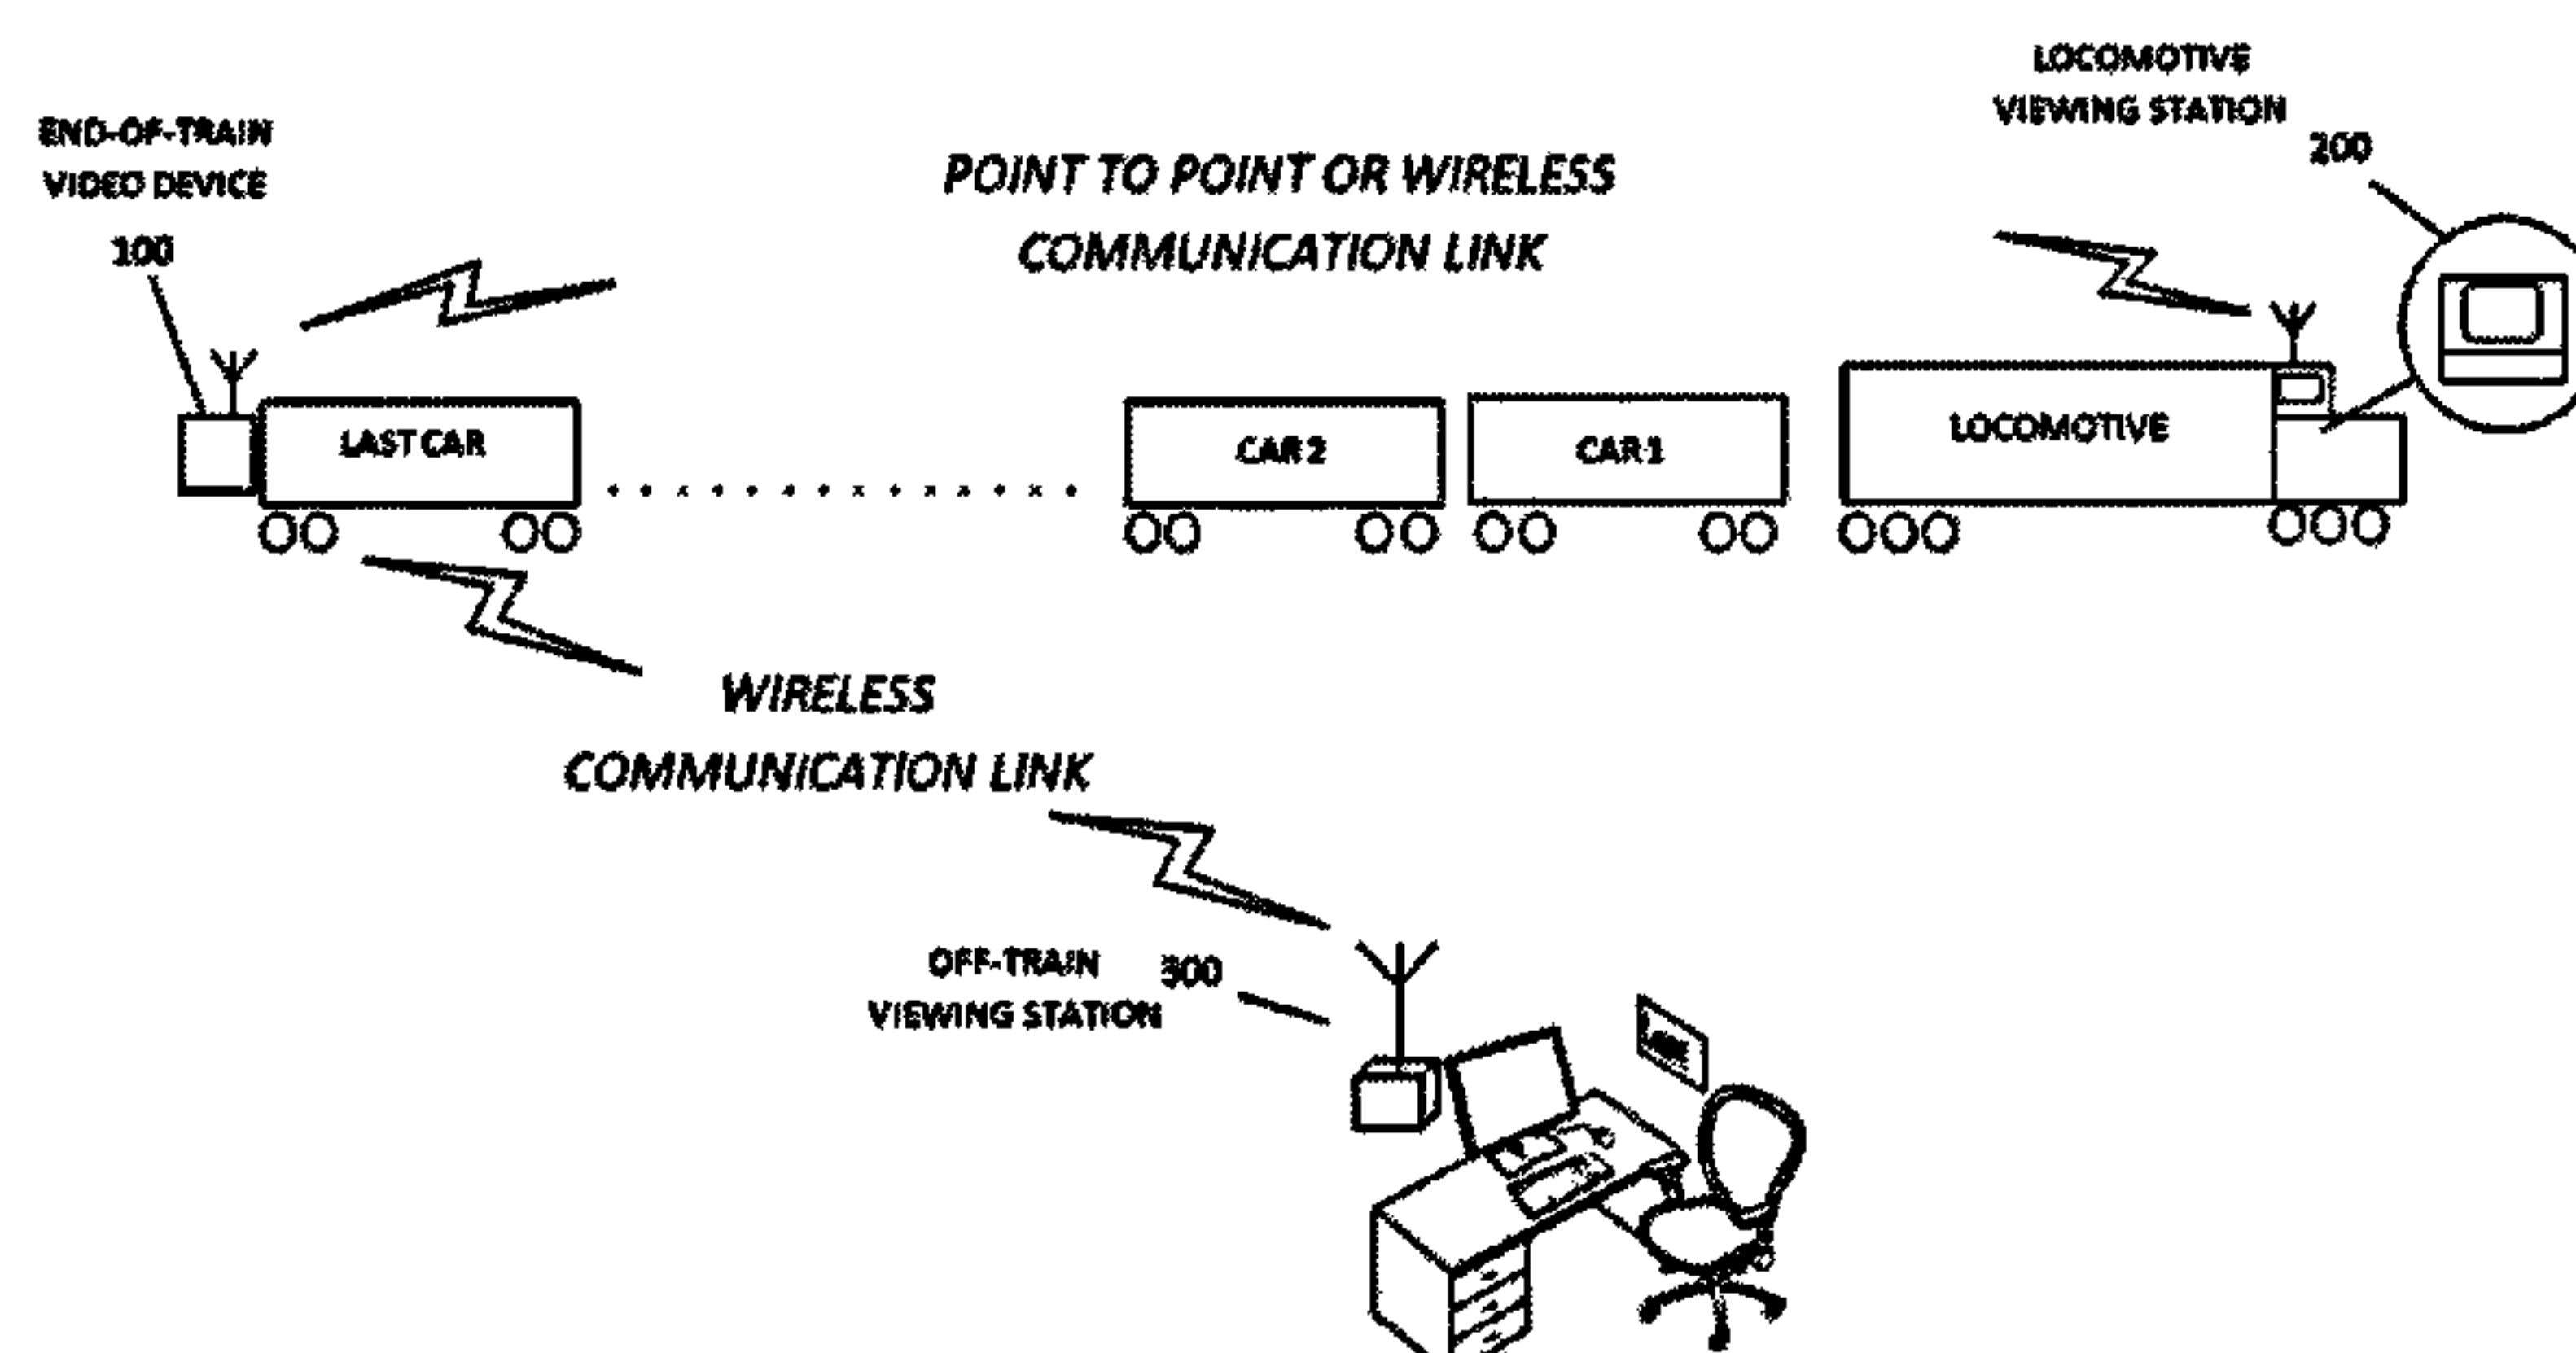 LOCOMOTIVE
VIEWING STATION
200
END-OF-TRAIN
VIDEO DEVICE
100
POINT TO POINT OR WIRELESS
COMMUNICATION LINK
LAST CAR
CAR 2
CAR 1
LOCOMOTIVE
WIRELESS
COMMUNICATION LINK
OFF-TRAIN
VIEWING STATION
300